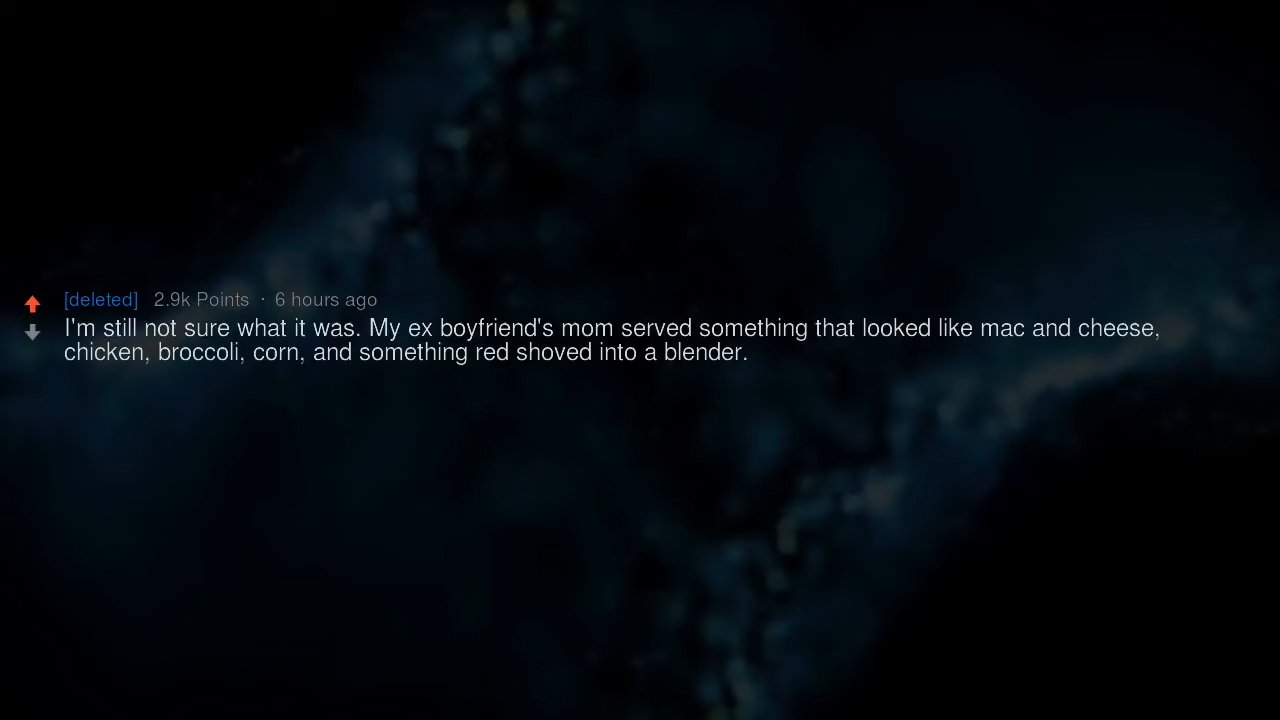 [deleted] 2.9k Points · 6 hours ago
I'm still not sure what it was. My ex boyfriend's mom served something that looked like mac and cheese,
chicken, broccoli, corn, and something red shoved into a blender.